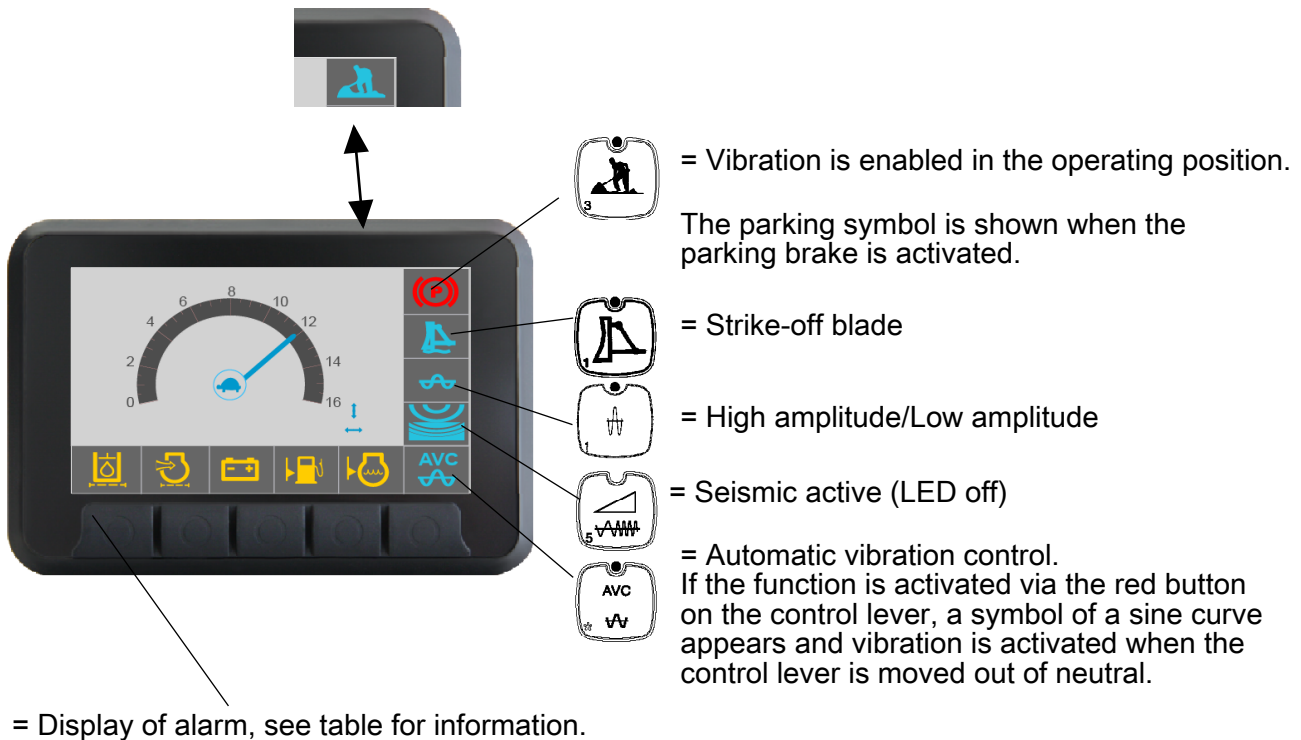 3
= Vibration is enabled in the operating position.
The parking symbol is shown when the
parking brake is activated.
6
8
10
4
12
2
14
0
16
P
1
= Strike-off blade
1
= High amplitude/Low amplitude
AVC
5
= Seismic active (LED off)
AVC
= Automatic vibration control.
If the function is activated via the red button
on the control lever, a symbol of a sine curve
appears and vibration is activated when the
control lever is moved out of neutral.
= Display of alarm, see table for information.